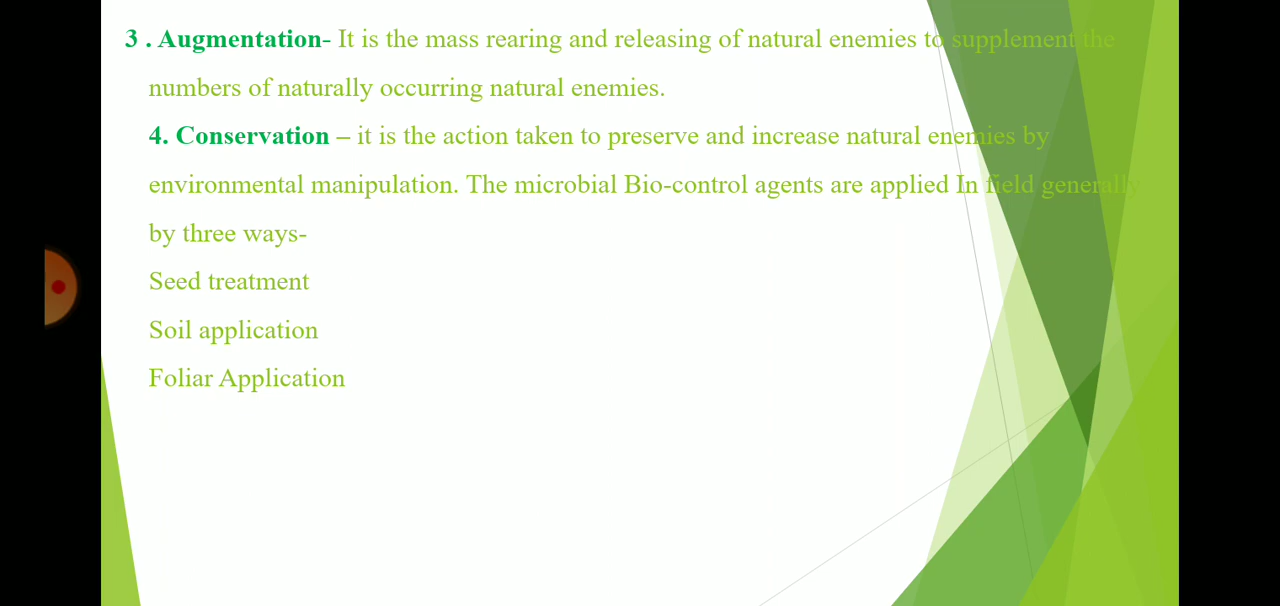 3 . Augmentation- It is the mass rearing and releasing of natural enemies to supplement the
numbers of naturally occurring natural enemies.
4. Conservation – it is the action taken to preserve and increase natural enemies by
environmental manipulation. The microbial Bio-control agents are applied In field generally
by three ways-
Seed treatment
Soil application
Foliar Application